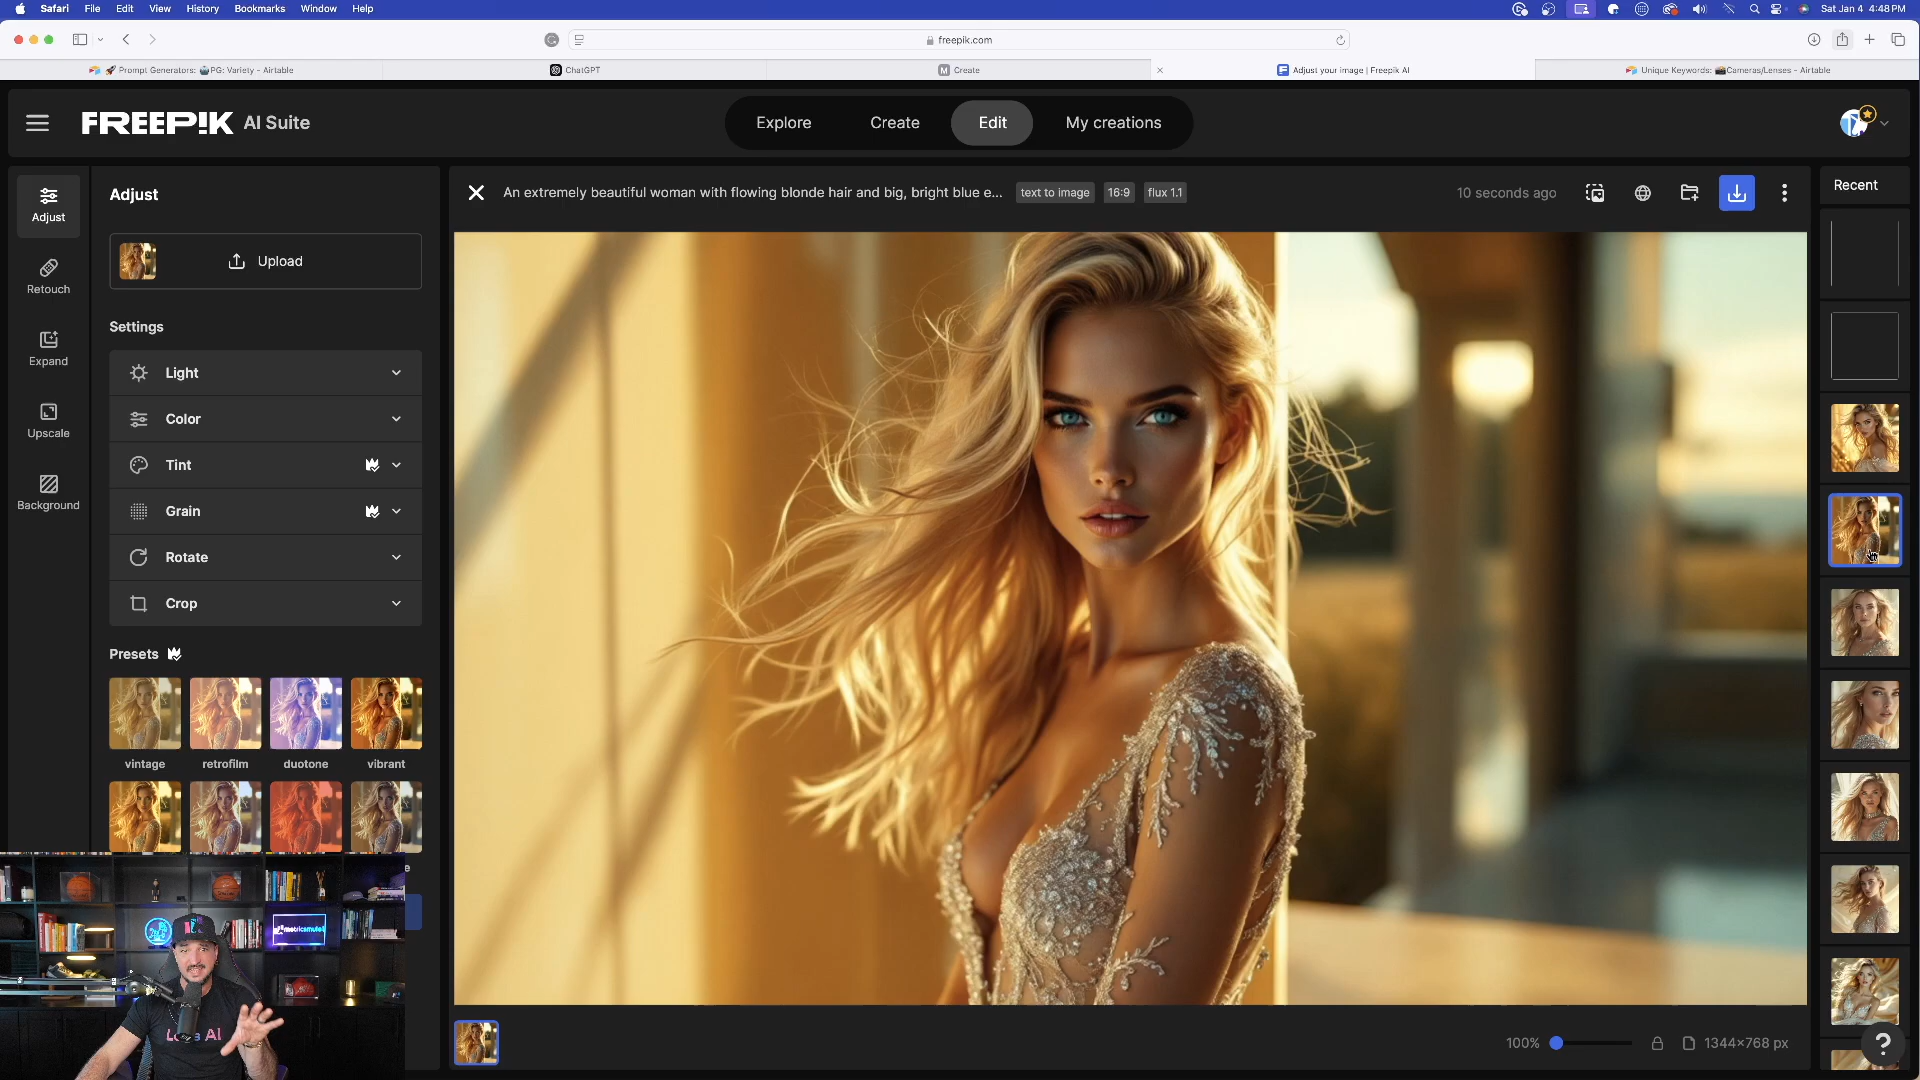 Safari File Edit View History Bookmarks Window Help
Sat Jan 4 4:48 PM
freepik.com
Prompt Generators: PG: Variety - Airtable
ChatGPT
Create
Adjust your image | Freepik AI
Unique Keywords: Cameras/Lenses - Airtable
FREEP!K AI Suite
Explore
Create
Edit
My creations
Adjust
Retouch
Expand
Upscale
Background
Adjust
Upload
Settings
Light
Color
Tint
Grain
Rotate
Crop
Presets
vintage
retrofilm
duotone
vibrant
An extremely beautiful woman with flowing blonde hair and big, bright blue e...
text to image
16:9
flux 1.1
10 seconds ago
Recent
100%
1344×768 px
?